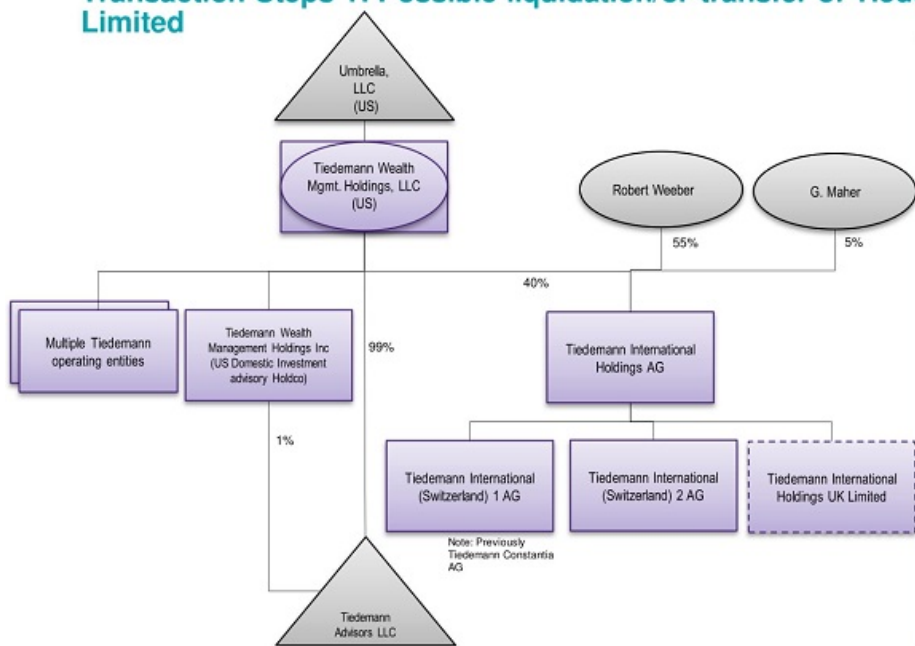 Limited
Umbrella,
LLC
(US)
Tiedemann Wealth
Mgmt. Holdings, LLC
(US)
Robert Weeber
G. Maher
55%
5%
40%
Multiple Tiedemann
operating entities
Tiedemann Wealth
Management Holdings Inc
(US Domestic Investment
advisory Holdco)
99%
Tiedemann International
Holdings AG
1%
Tiedemann International
(Switzerland) 1 AG
Tiedemann International
(Switzerland) 2 AG
Tiedemann International
Holdings UK Limited
Note: Previously
Tiedemann Constantia
AG
Tiedemann
Advisors LLC